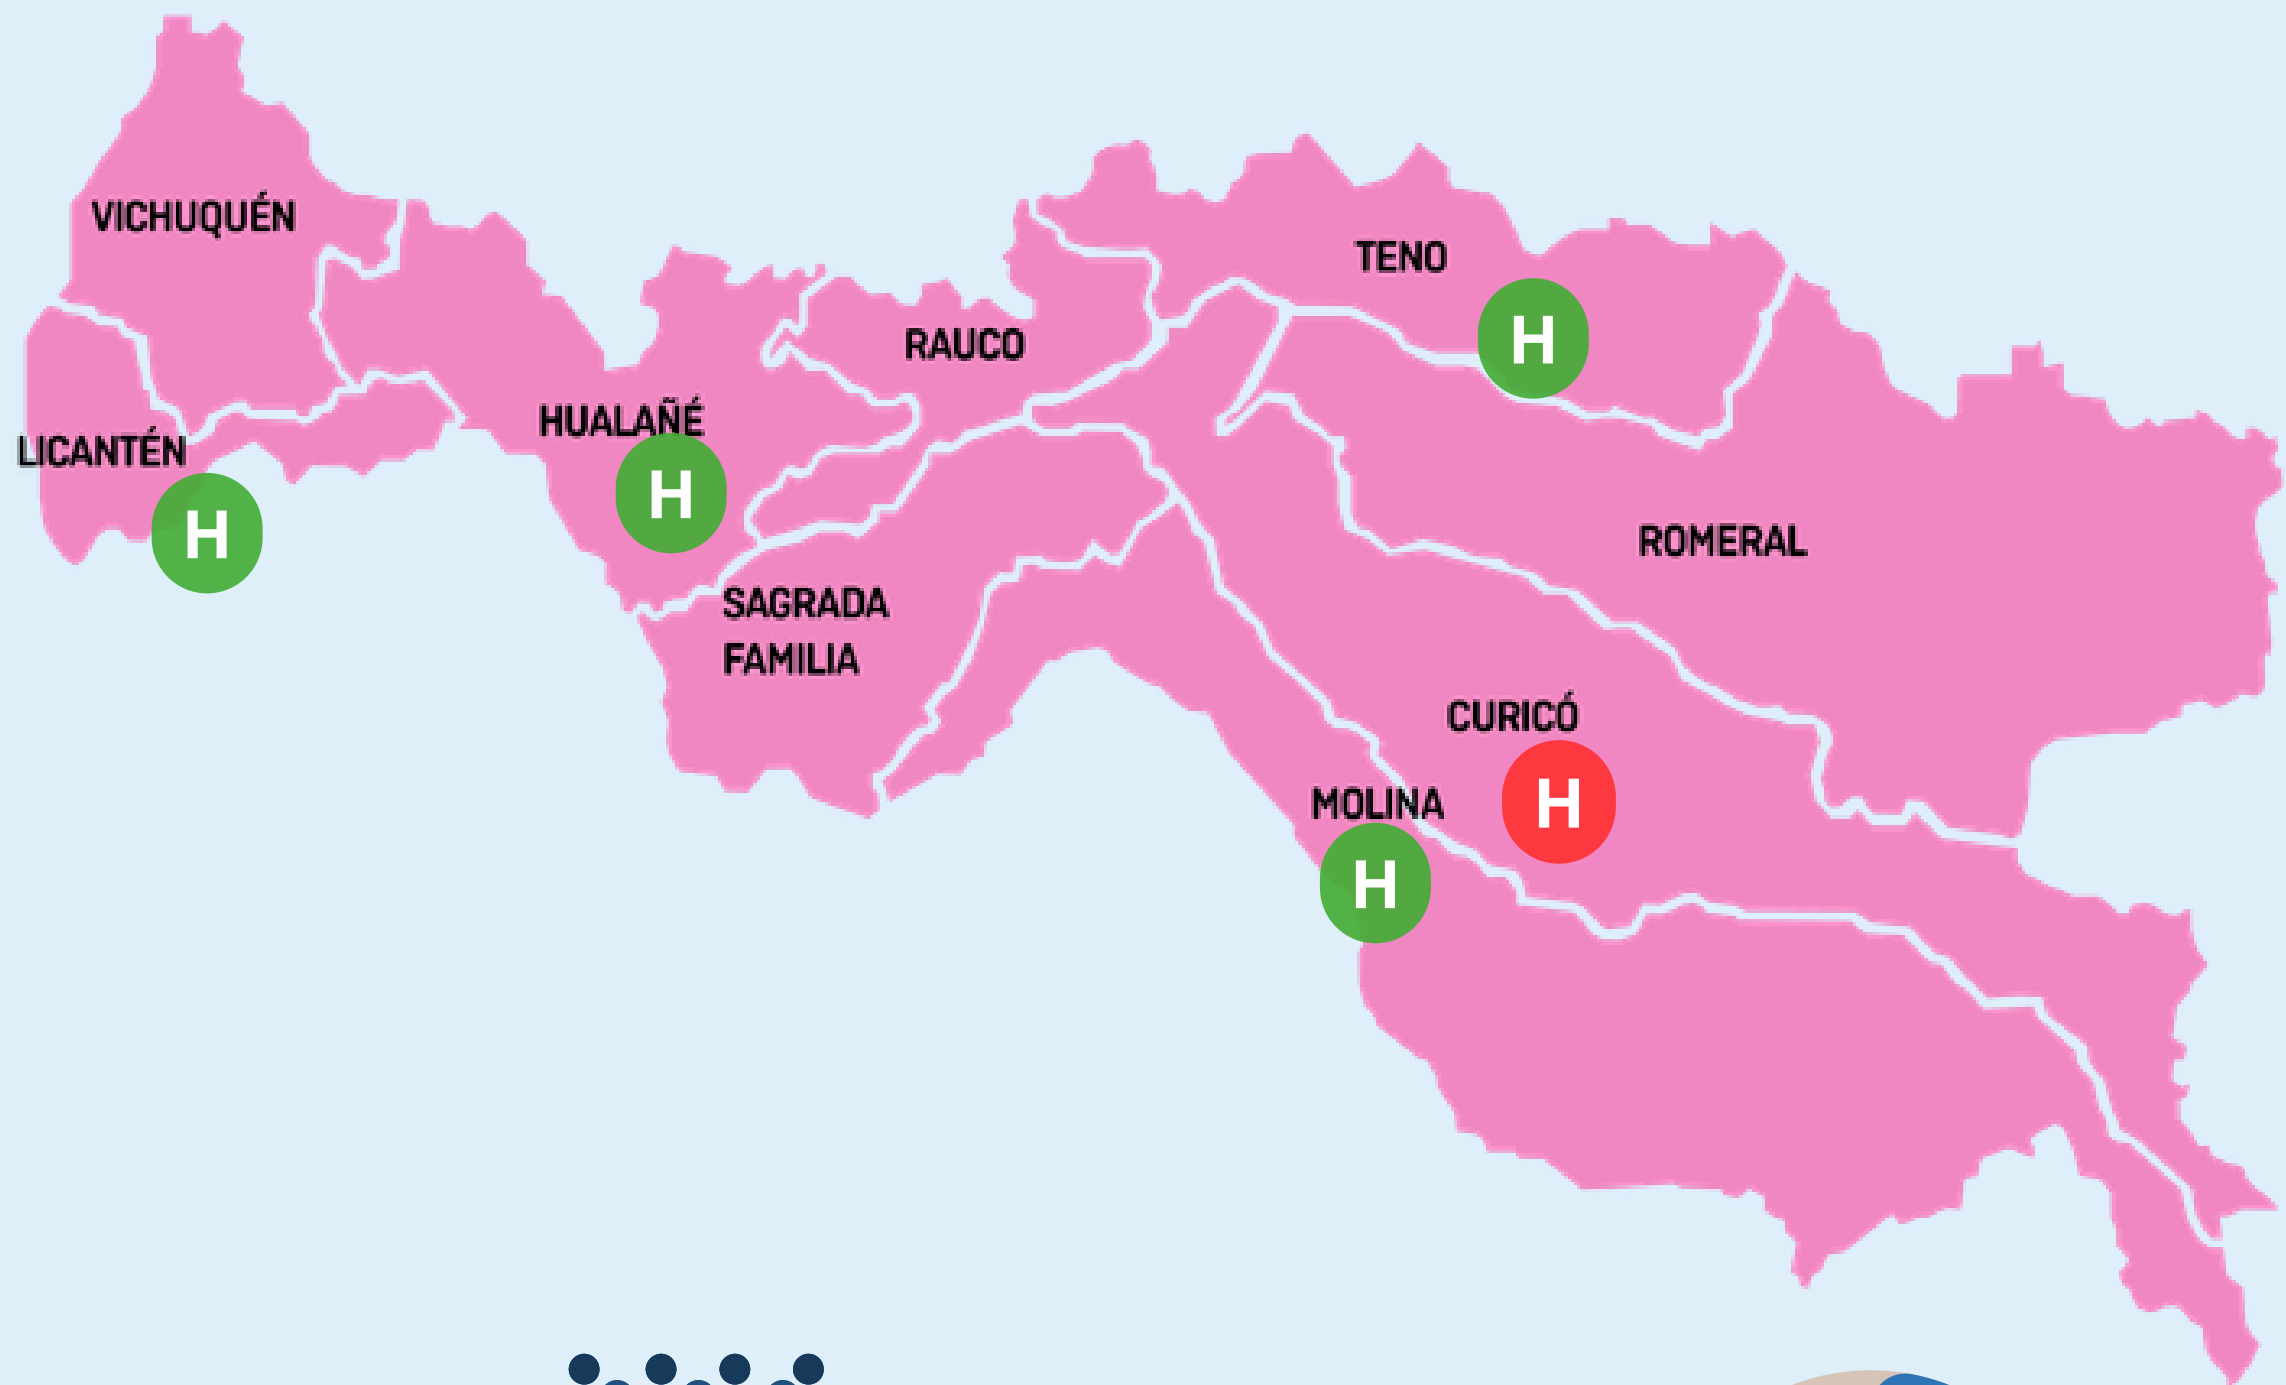 VICHUQUÉN
TENO
H
RAUCO
HUALAÑÉ
H
LICANTÉN
H
ROMERAL
SAGRADA
FAMILIA
CURICÓ
H
MOLINA
H